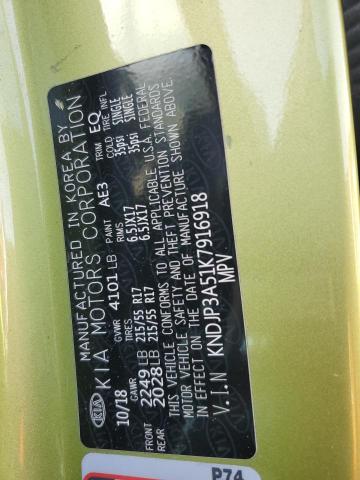 MANUFACTURED IN KOREA BY
KIA KIA MOTORS CORPORATION
10/18 GVWR 4101 LB PAINT AE3 TRIM EQ
GAWR TIRES RIMS COLD TIRE INFL
FRONT 2249 LB 215/55 R17 6.5JX17 35psi SINGLE
REAR 2028 LB 215/55 R17 6.5JX17 35psi SINGLE
THIS VEHICLE CONFORMS TO ALL APPLICABLE U.S.A. FEDERAL
MOTOR VEHICLE SAFETY AND THEFT PREVENTION STANDARDS
IN EFFECT ON THE DATE OF MANUFACTURE SHOWN ABOVE.
V.I.N KNDJP3A51K7916918
MPV
P74